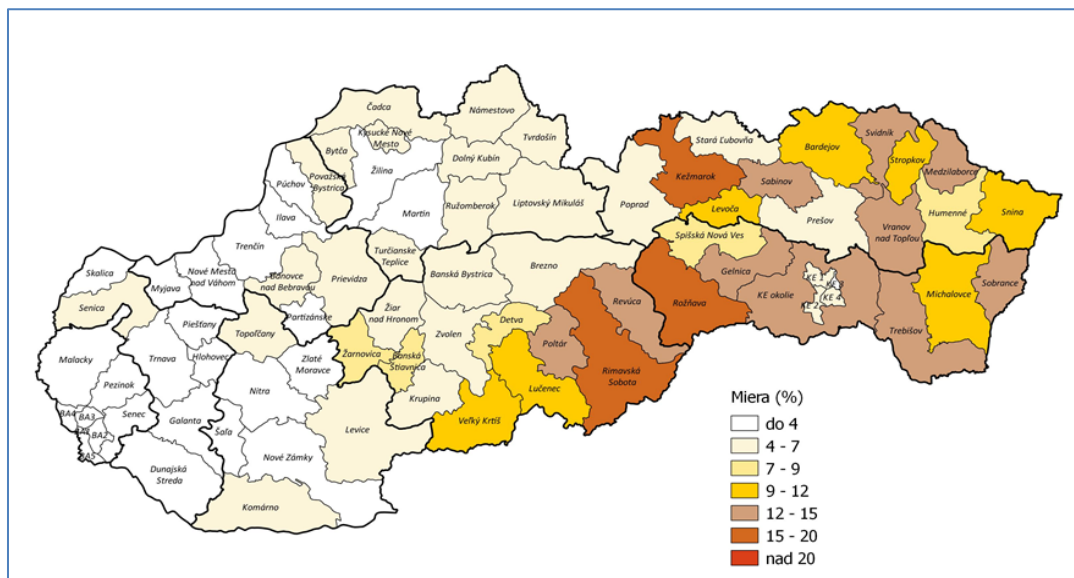 Čadca
Námestovo
Kysucké Nové
Mesto
Tvrdošín
Bytča
Dolný Kubín
Stará Ľubovňa
Bardejov
Svidník
Stropkov
Medzilaborce
Žilina
Považská
Bystrica
Púchov
Kežmarok
Sabinov
Ilava
Martin
Ružomberok
Liptovský Mikuláš
Poprad
Levoča
Prešov
Vranov
nad Topľou
Humenné
Snina
Trenčín
Turčianske
Teplice
Spišská Nová Ves
Skalica
Myjava
Nové Mesto
nad Váhom
Bánovce
nad Bebravou
Prievidza
Banská Bystrica
Brezno
Gelnica
KE okolie
KE 1
KE 3
KE 2
KE 4
Michalovce
Sobrance
Senica
Partizánske
Žiar
nad Hronom
Revúca
Rožňava
Trebišov
Piešťany
Topoľčany
Zvolen
Detva
Poltár
Malacky
Trnava
Hlohovec
Zlaté
Moravce
Žarnovica
Banská
Štiavnica
Rimavská
Sobota
Pezinok
Nitra
Krupina
Lučenec
Senec
Galanta
Šaľa
Levice
Veľký Krtíš
BA4
BA3
BA2
BA5
Nové Zámky
Dunajská
Streda
Komárno
Miera (%)
do 4
4 - 7
7 - 9
9 - 12
12 - 15
15 - 20
nad 20